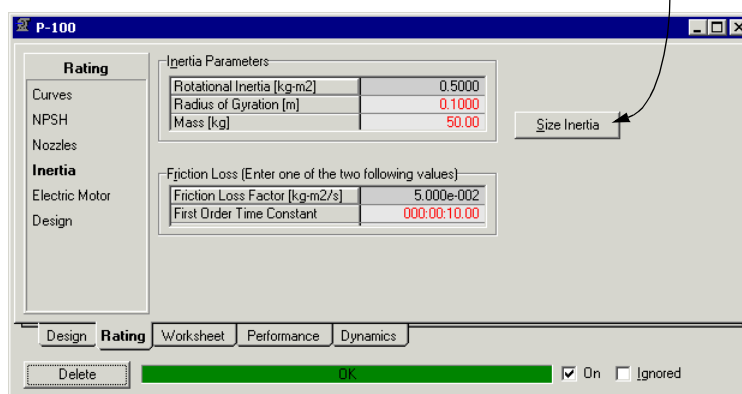 P-100
Rating
Curves
NPSH
Nozzles
Inertia
Electric Motor
Design
Inertia Parameters
Rotational Inertia [kg-m2] 0.5000
Radius of Gyration [m] 0.1000
Mass [kg] 50.00
Size Inertia
Friction Loss (Enter one of the two following values)
Friction Loss Factor [kg-m2/s] 5.000e-002
First Order Time Constant 000:00:10.00
Design Rating Worksheet Performance Dynamics
Delete OK On Ignored